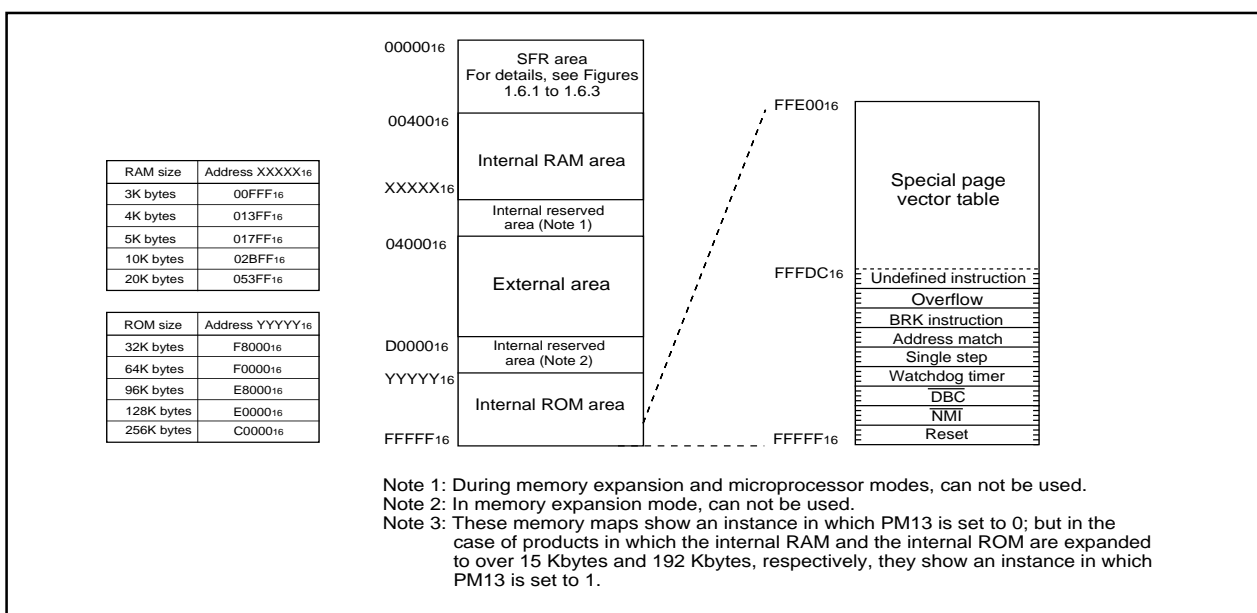 RAM size Address XXXXX16
3K bytes 00FFF16
4K bytes 013FF16
5K bytes 017FF16
10K bytes 02BFF16
20K bytes 053FF16
ROM size Address YYYYY16
32K bytes F800016
64K bytes F000016
96K bytes E800016
128K bytes E000016
256K bytes C000016
0000016
SFR area
For details, see Figures
1.6.1 to 1.6.3
0040016
Internal RAM area
XXXXX16
Internal reserved
area (Note 1)
0400016
External area
D000016
Internal reserved
area (Note 2)
YYYYY16
Internal ROM area
FFFFF16
FFE0016
Special page
vector table
FFFDC16
Undefined instruction
Overflow
BRK instruction
Address match
Single step
Watchdog timer
DBC
NMI
Reset
FFFFF16
Note 1: During memory expansion and microprocessor modes, can not be used.
Note 2: In memory expansion mode, can not be used.
Note 3: These memory maps show an instance in which PM13 is set to 0; but in the
case of products in which the internal RAM and the internal ROM are expanded
to over 15 Kbytes and 192 Kbytes, respectively, they show an instance in which
PM13 is set to 1.